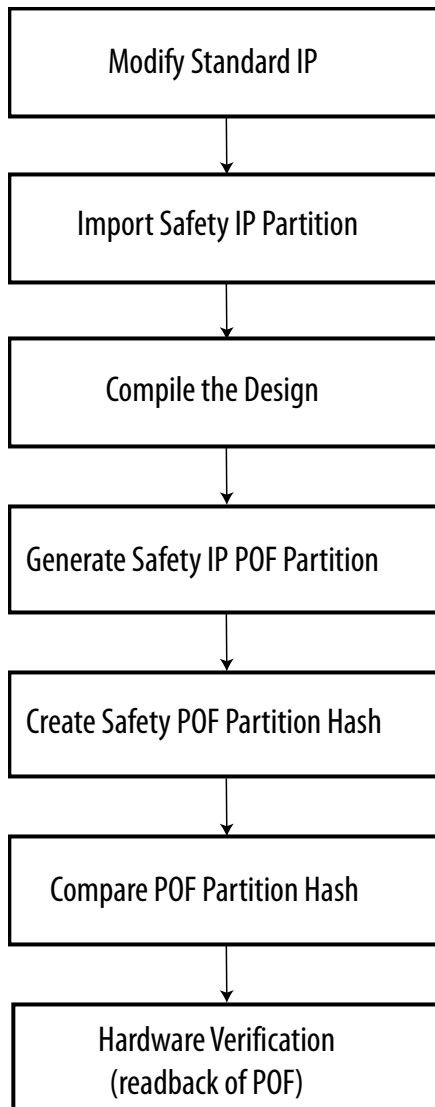 Modify Standard IP
Import Safety IP Partition
Compile the Design
Generate Safety IP POF Partition
Create Safety POF Partition Hash
Compare POF Partition Hash
Hardware Verification
(readback of POF)